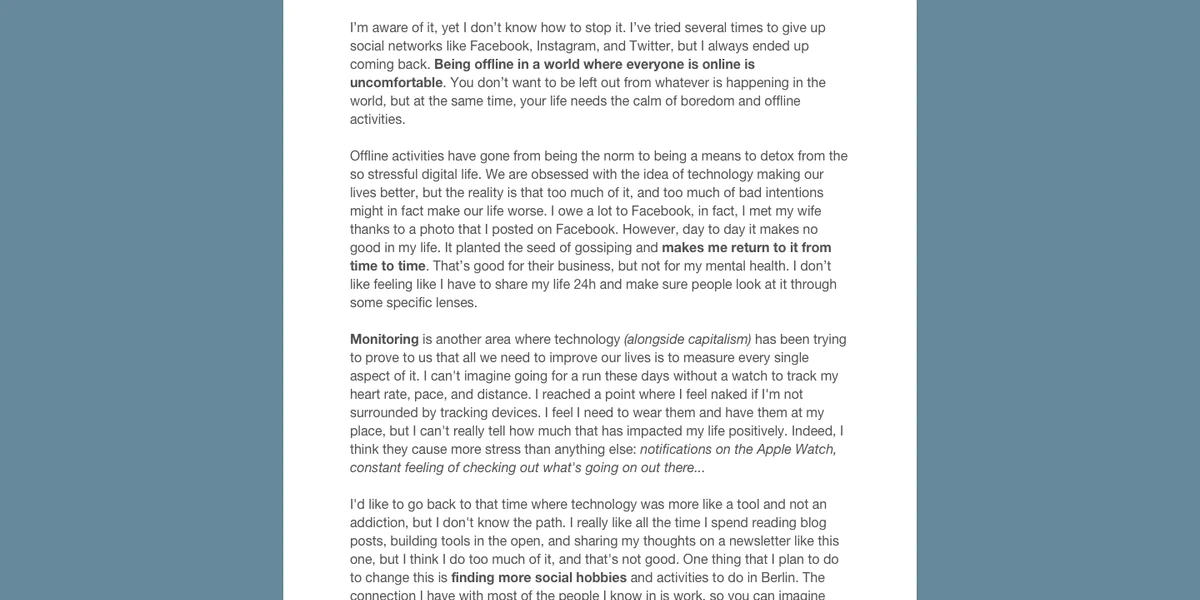 I’m aware of it, yet I don’t know how to stop it. I’ve tried several times to give up
social networks like Facebook, Instagram, and Twitter, but I always ended up
coming back. Being offline in a world where everyone is online is
uncomfortable. You don’t want to be left out from whatever is happening in the
world, but at the same time, your life needs the calm of boredom and offline
activities.
Offline activities have gone from being the norm to being a means to detox from the
so stressful digital life. We are obsessed with the idea of technology making our
lives better, but the reality is that too much of it, and too much of bad intentions
might in fact make our life worse. I owe a lot to Facebook, in fact, I met my wife
thanks to a photo that I posted on Facebook. However, day to day it makes no
good in my life. It planted the seed of gossiping and makes me return to it from
time to time. That’s good for their business, but not for my mental health. I don’t
like feeling like I have to share my life 24h and make sure people look at it through
some specific lenses.
Monitoring is another area where technology (alongside capitalism) has been trying
to prove to us that all we need to improve our lives is to measure every single
aspect of it. I can't imagine going for a run these days without a watch to track my
heart rate, pace, and distance. I reached a point where I feel naked if I'm not
surrounded by tracking devices. I feel I need to wear them and have them at my
place, but I can't really tell how much that has impacted my life positively. Indeed, I
think they cause more stress than anything else: notifications on the Apple Watch,
constant feeling of checking out what's going on out there...
I'd like to go back to that time where technology was more like a tool and not an
addiction, but I don't know the path. I really like all the time I spend reading blog
posts, building tools in the open, and sharing my thoughts on a newsletter like this
one, but I think I do too much of it, and that's not good. One thing that I plan to do
to change this is finding more social hobbies and activities to do in Berlin. The
connection I have with most of the people I know in is work, so you can imagine